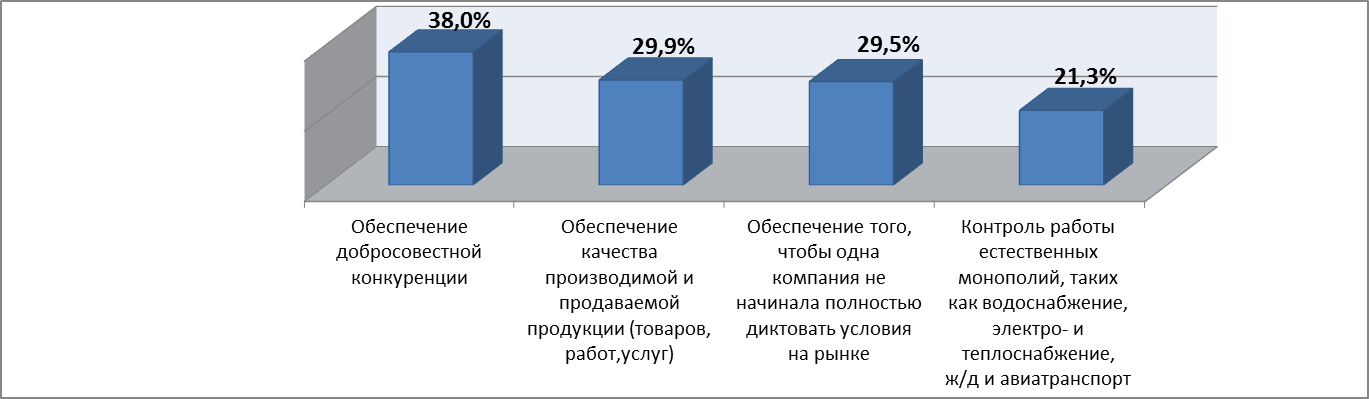 38,0%
29,9%
29,5%
21,3%
Обеспечение
добросовестной
конкуренции
Обеспечение
качества
производимой и
продаваемой
продукции (товаров,
работ,услуг)
Обеспечение того,
чтобы одна
компания не
начинала полностью
диктовать условия
на рынке
Контроль работы
естественных
монополий, таких
как водоснабжение,
электро- и
теплоснабжение,
ж/д и авиатранспорт